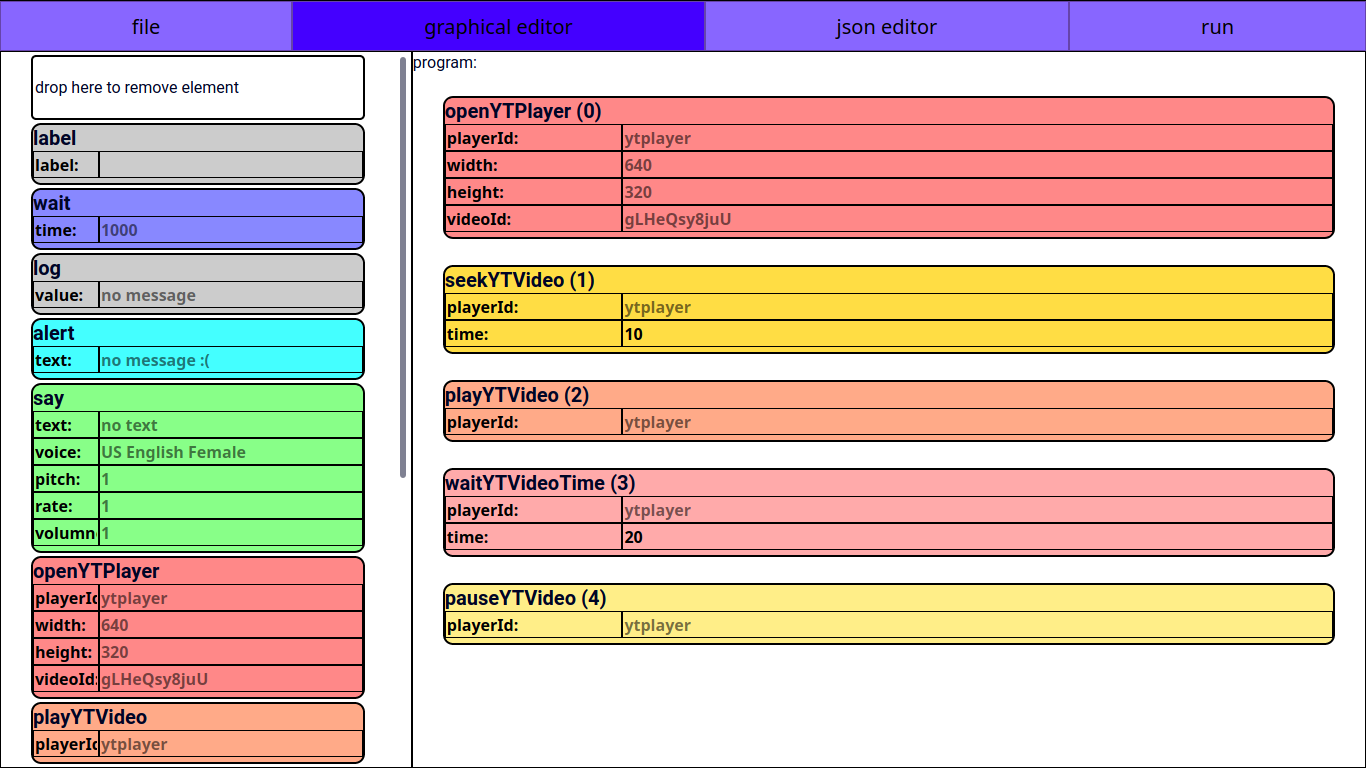 file graphical editor json editor run
drop here to remove element
label
label:
wait
time: 1000
log
value: no message
alert
text: no message :(
say
text: no text
voice: US English Female
pitch: 1
rate: 1
volumn 1
openYTPlayer
playerId ytplayer
width: 640
height: 320
videoId: gLHeQsy8juU
playYTVideo
playerId ytplayer
program:
openYTPlayer (0)
playerId: ytplayer
width: 640
height: 320
videoId: gLHeQsy8juU
seekYTVideo (1)
playerId: ytplayer
time: 10
playYTVideo (2)
playerId: ytplayer
waitYTVideoTime (3)
playerId: ytplayer
time: 20
pauseYTVideo (4)
playerId: ytplayer